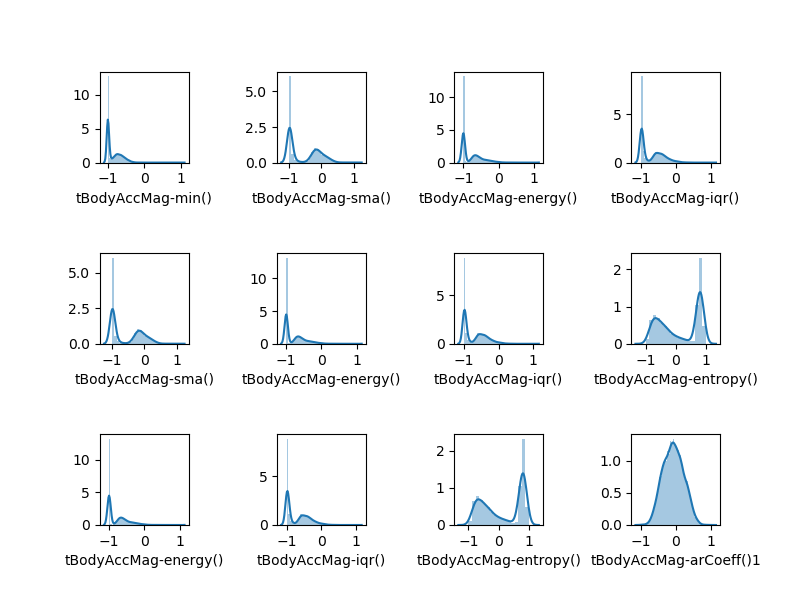 10
5
0
−1 0 1
tBodyAccMag-min()
5.0
2.5
0.0
−1 0 1
tBodyAccMag-sma()
10
5
0
−1 0 1
tBodyAccMag-energy()
5
0
−1 0 1
tBodyAccMag-iqr()
5.0
2.5
0.0
−1 0 1
tBodyAccMag-sma()
10
5
0
−1 0 1
tBodyAccMag-energy()
5
0
−1 0 1
tBodyAccMag-iqr()
2
1
0
−1 0 1
tBodyAccMag-entropy()
10
5
0
−1 0 1
tBodyAccMag-energy()
5
0
−1 0 1
tBodyAccMag-iqr()
2
1
0
−1 0 1
tBodyAccMag-entropy()
1.0
0.5
0.0
−1 0 1
tBodyAccMag-arCoeff()1